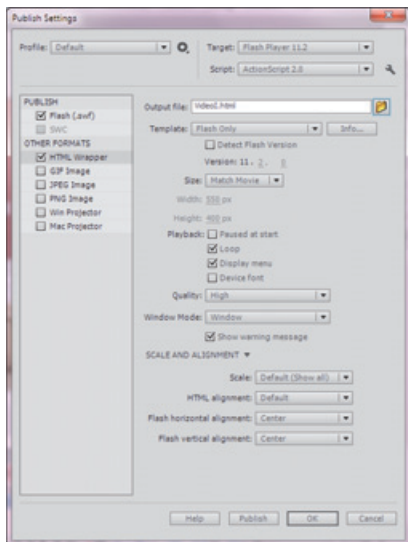 Publish Settings
Profile: Default
Target: Flash Player 11.2
Script: ActionScript 2.0
PUBLISH
Flash (.swf)
SWC
OTHER FORMATS
HTML Wrapper
GIF Image
JPEG Image
PNG Image
Win Projector
Mac Projector
Output file: Video1.html
Template: Flash Only Info...
Detect Flash Version
Version: 11 . 2 .
Size: Match Movie
Width: 550 px
Height: 400 px
Playback: Paused at start
Loop
Display menu
Device font
Quality: High
Window Mode: Window
Show warning message
SCALE AND ALIGNMENT
Scale: Default (Show all)
HTML alignment: Default
Flash horizontal alignment: Center
Flash vertical alignment: Center
Help Publish OK Cancel